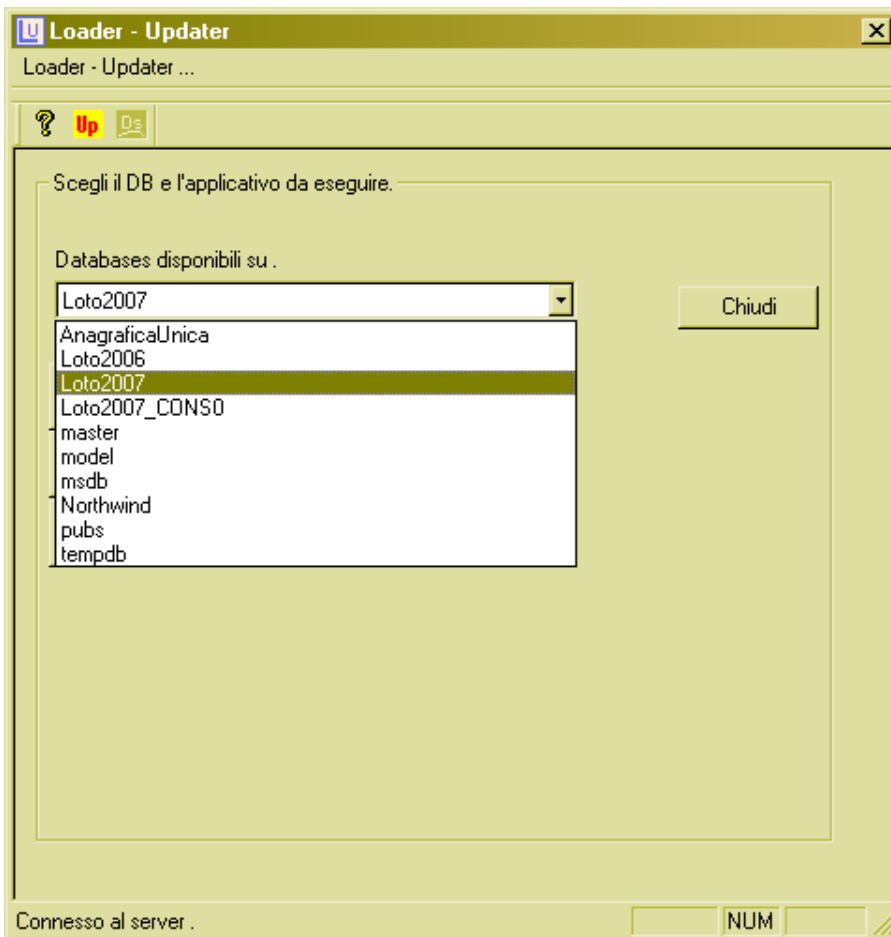 Loader - Updater
Loader - Updater ...
Up Ds
Scegli il DB e l'applicativo da eseguire.
Databases disponibili su .
Loto2007
Chiudi
AnagraficaUnica
Loto2006
Loto2007
Loto2007_CONS0
master
model
msdb
Northwind
pubs
tempdb
Connesso al server .
NUM